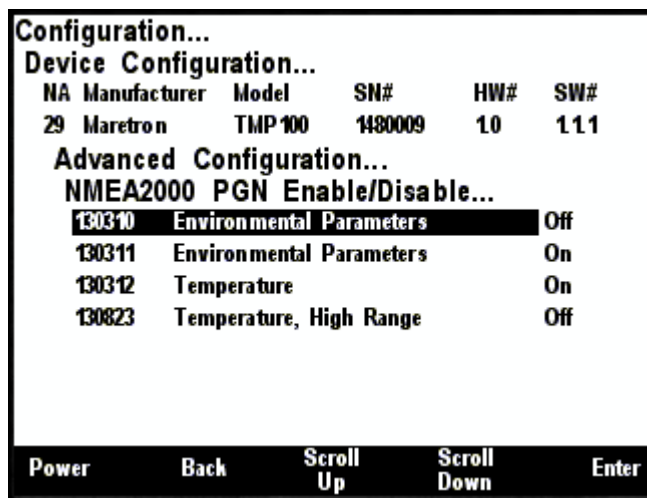 Configuration...
Device Configuration...
NA Manufacturer Model SN# HW# SW#
29 Maretron TMP100 1480009 1.0 1.1.1
Advanced Configuration...
NMEA2000 PGN Enable/Disable...
130310 Environmental Parameters Off
130311 Environmental Parameters On
130312 Temperature On
130823 Temperature, High Range Off
Power Back Scroll Up Scroll Down Enter